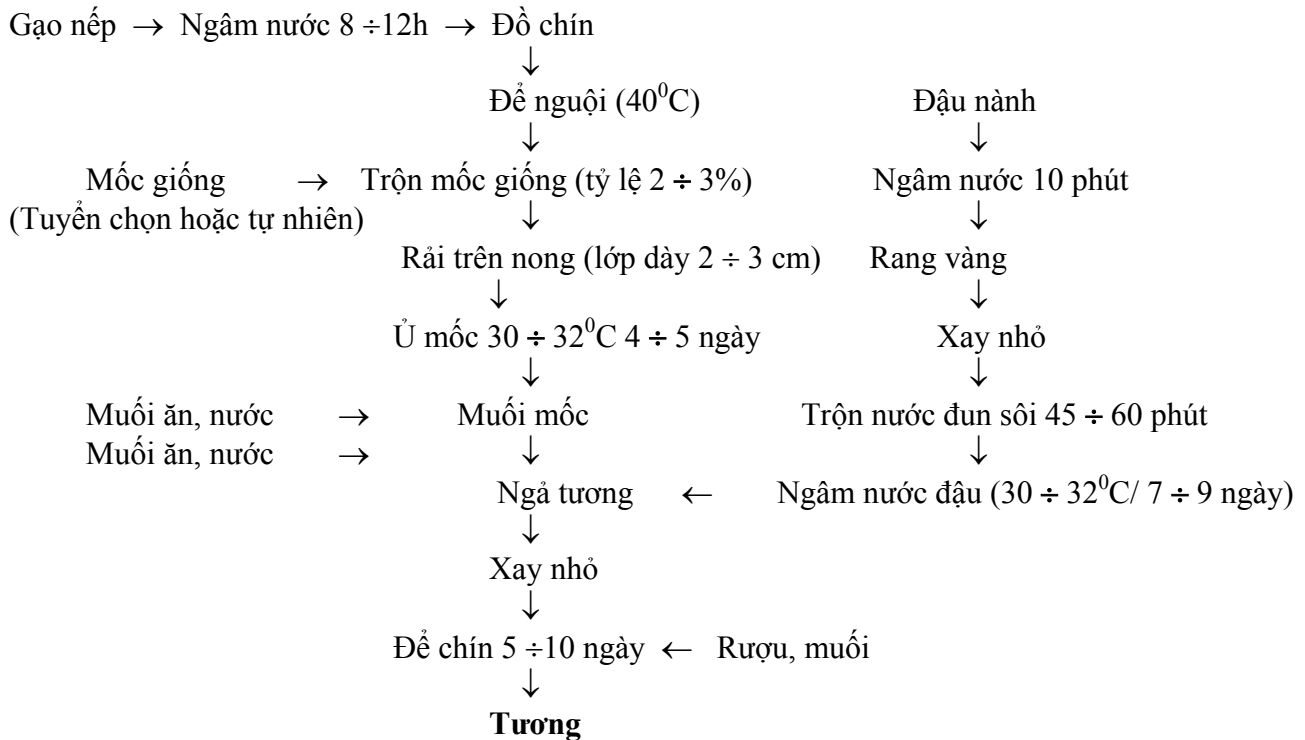 Gạo nếp → Ngâm nước 8 ÷12h → Đồ chín
↓
Để nguội (40⁰C) Đậu nành
↓ ↓
Mốc giống → Trộn mốc giống (tỷ lệ 2 ÷ 3%) Ngâm nước 10 phút
(Tuyển chọn hoặc tự nhiên) ↓ ↓
Rải trên nong (lớp dày 2 ÷ 3 cm) Rang vàng
↓ ↓
Ủ mốc 30 ÷ 32⁰C 4 ÷ 5 ngày Xay nhỏ
↓ ↓
Muối ăn, nước → Muối mốc Trộn nước đun sôi 45 ÷ 60 phút
Muối ăn, nước → ↓ ↓
Ngả tương ← Ngâm nước đậu (30 ÷ 32⁰C/ 7 ÷ 9 ngày)
↓
Xay nhỏ
↓
Để chín 5 ÷10 ngày ← Rượu, muối
↓
Tương